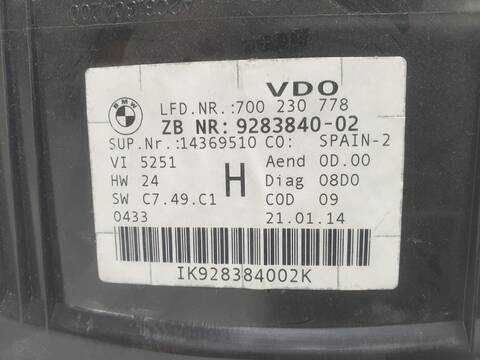 BMW
VDO
LFD.NR.:700 230 778
ZB NR: 9283840-02
SUP.Nr.:14369510 CO: SPAIN-2
VI 5251 Aend 0D.00
HW 24 H Diag 08D0
SW C7.49.C1 COD 09
0433 21.01.14
IK928384002K